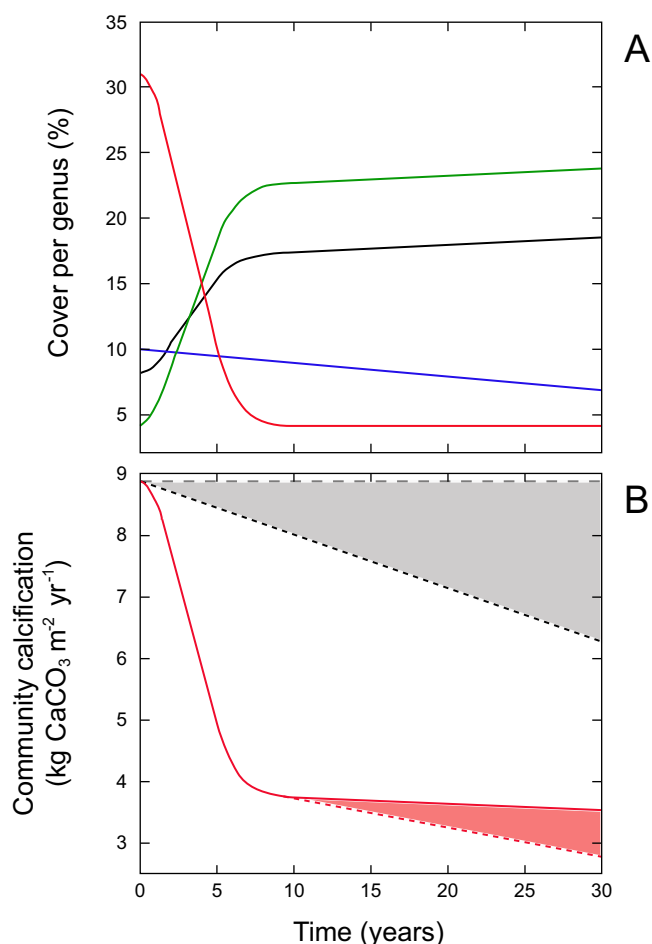 A
35
30
25
20
15
10
5
Cover per genus (%)
B
9
8
7
6
5
4
3
Community calcification
(kg CaCO₃ m⁻² yr⁻¹)
0 5 10 15 20 25 30
Time (years)